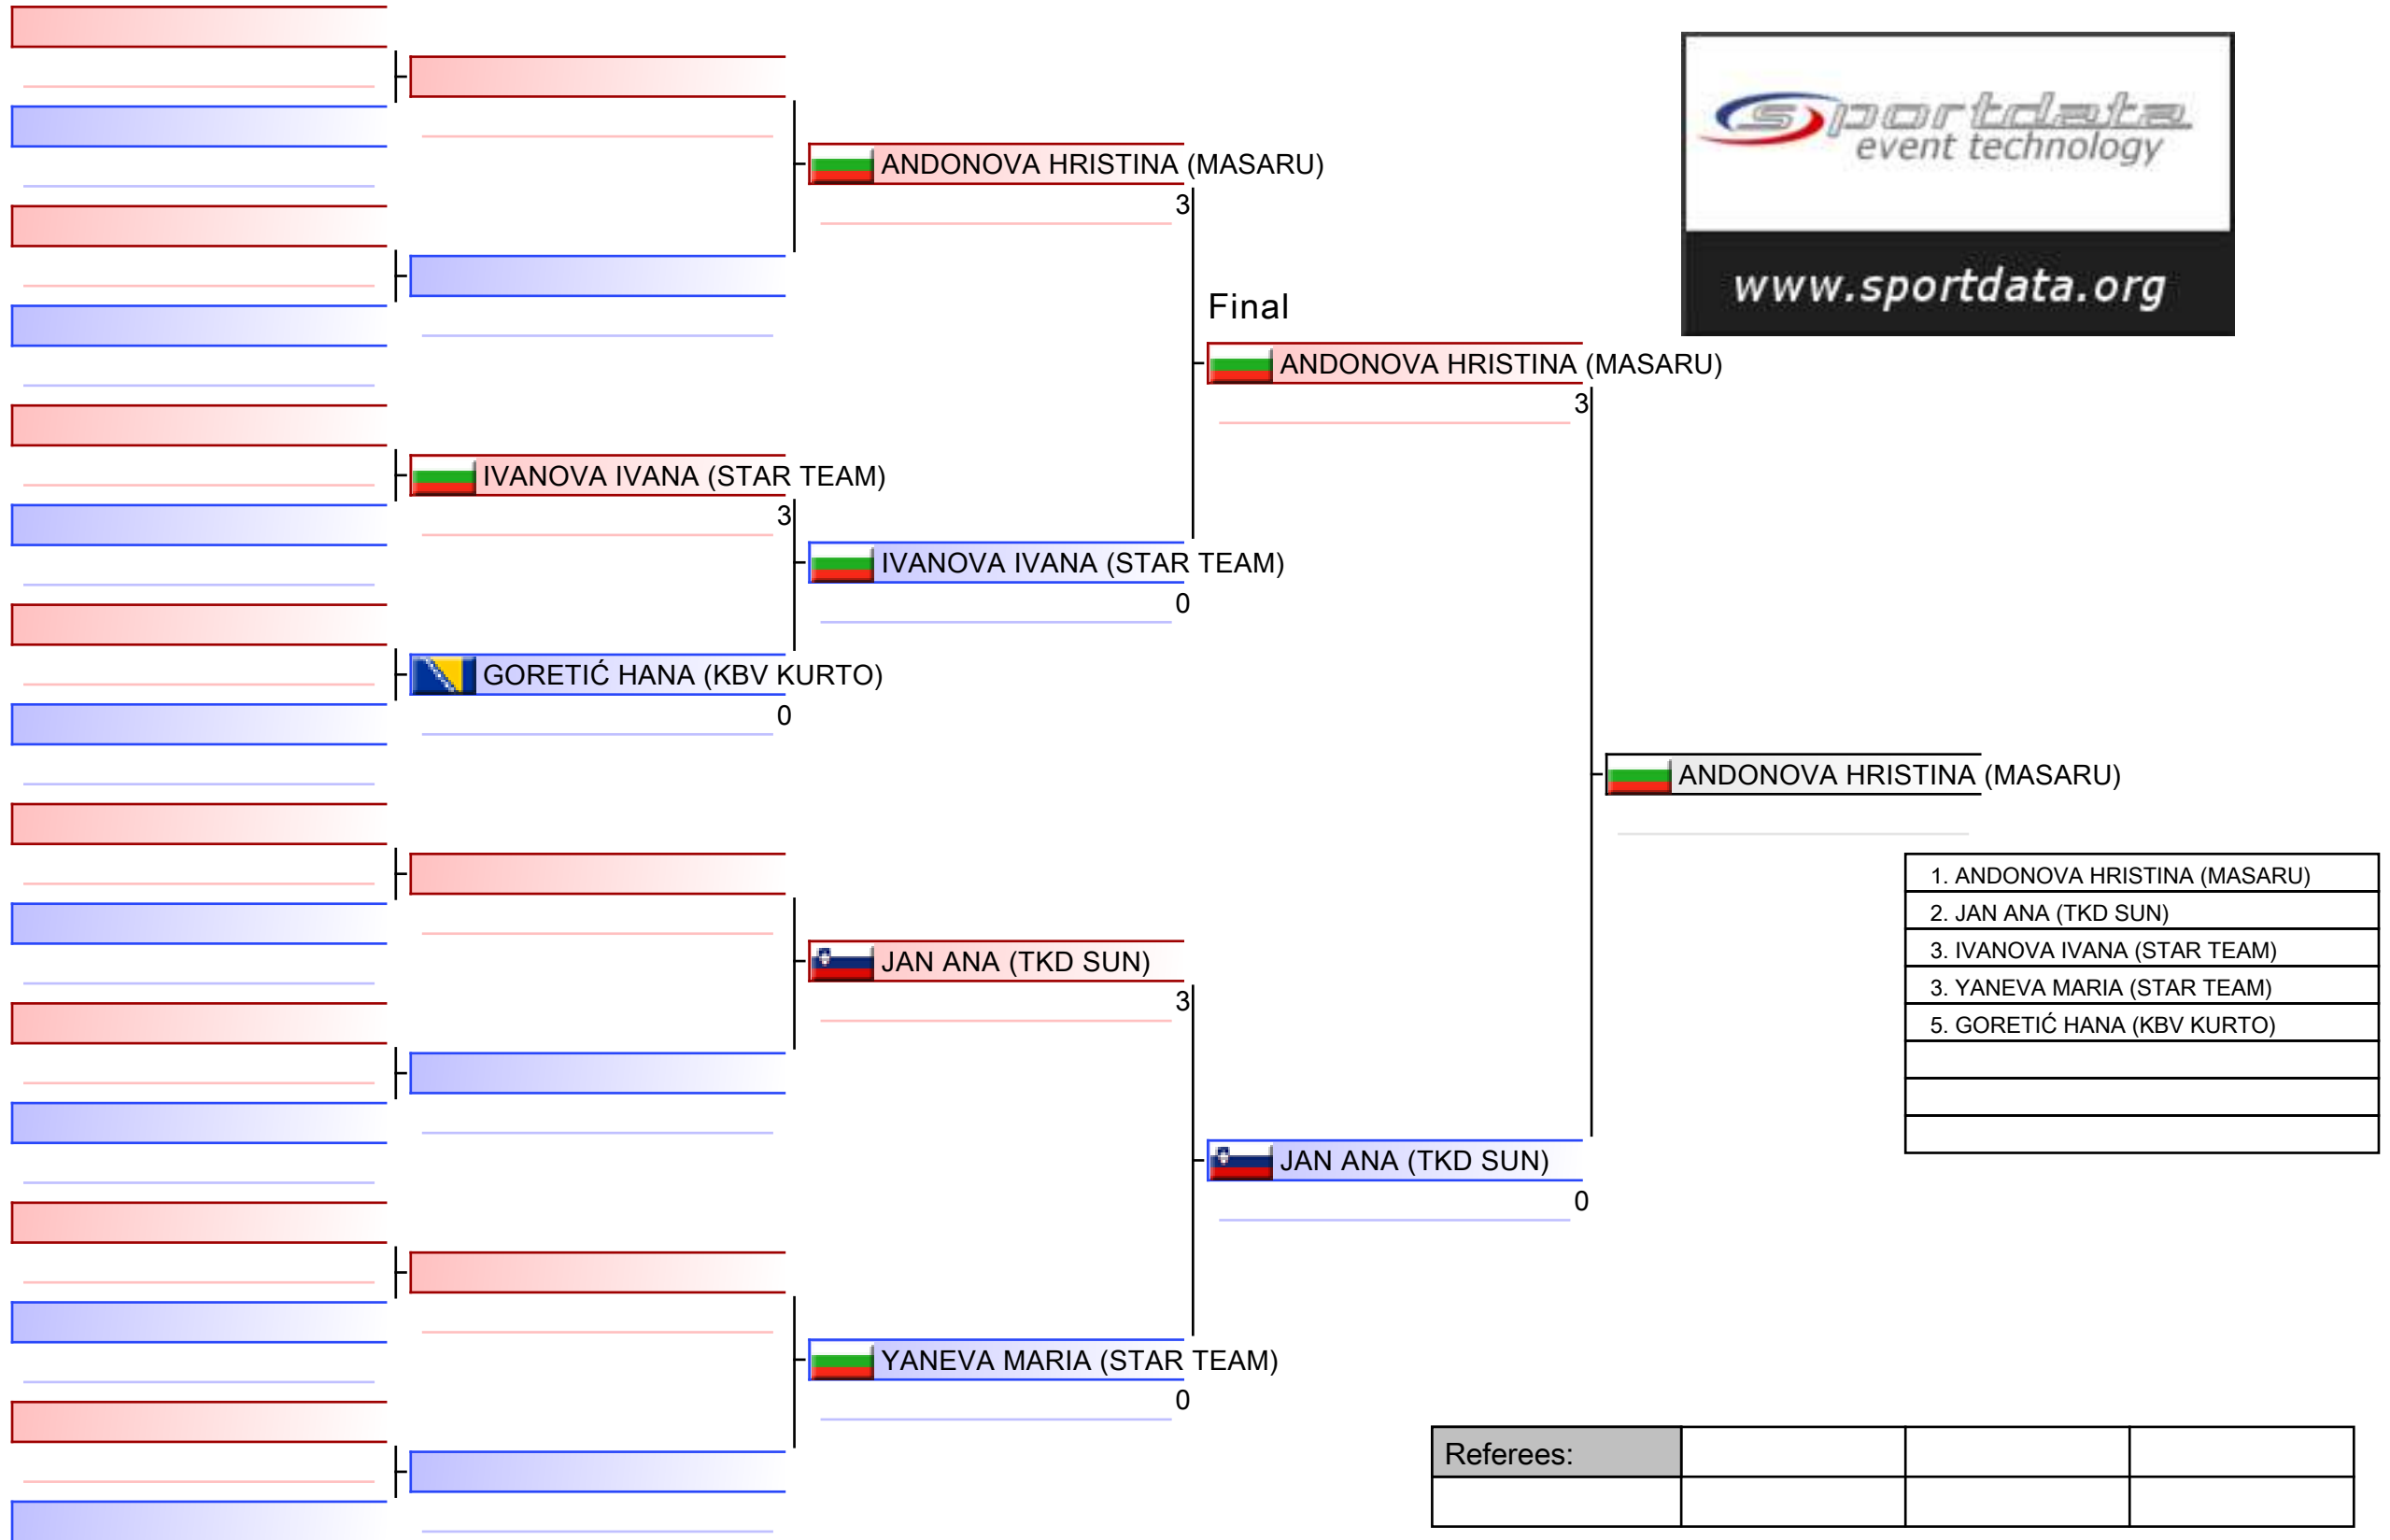 sportdata
event technology
www.sportdata.org
ANDONOVA HRISTINA (MASARU)
3
Final
ANDONOVA HRISTINA (MASARU)
3
IVANOVA IVANA (STAR TEAM)
3
IVANOVA IVANA (STAR TEAM)
0
GORETIĆ HANA (KBV KURTO)
0
ANDONOVA HRISTINA (MASARU)
1. ANDONOVA HRISTINA (MASARU)
2. JAN ANA (TKD SUN)
3. IVANOVA IVANA (STAR TEAM)
3. YANEVA MARIA (STAR TEAM)
5. GORETIĆ HANA (KBV KURTO)
JAN ANA (TKD SUN)
3
JAN ANA (TKD SUN)
0
YANEVA MARIA (STAR TEAM)
0
Referees: